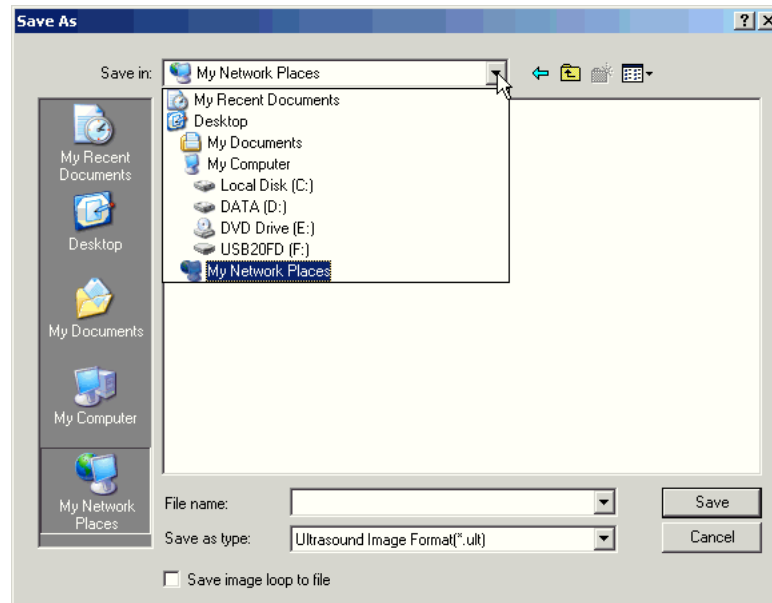 Save As
Save in:
My Network Places
My Recent Documents
Desktop
My Documents
My Computer
Local Disk (C:)
DATA (D:)
DVD Drive (E:)
USB20FD (F:)
My Network Places
My Recent
Documents
Desktop
My Documents
My Computer
My Network
Places
File name:
Save
Save as type:
Ultrasound Image Format(*.ult)
Cancel
Save image loop to file